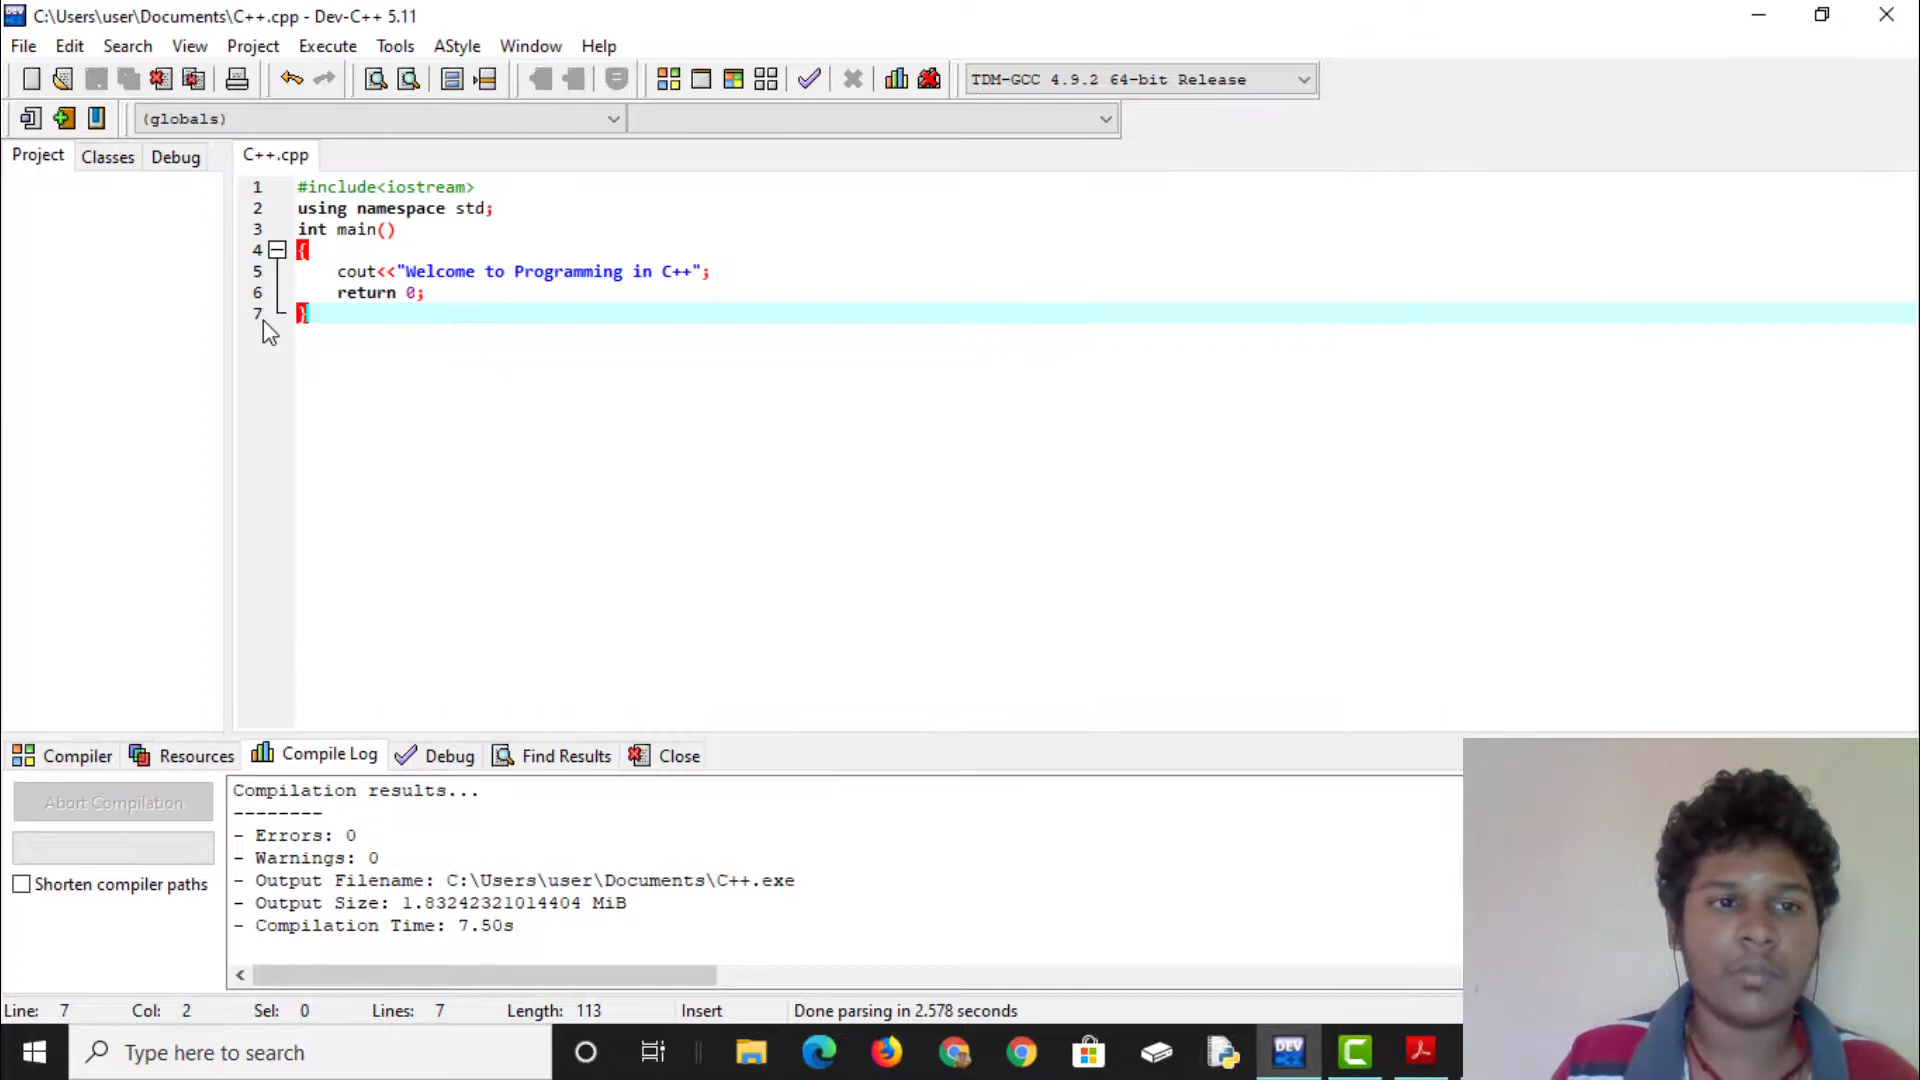 C:\Users\user\Documents\C++.cpp - Dev-C++ 5.11
File Edit Search View Project Execute Tools AStyle Window Help
TDM-GCC 4.9.2 64-bit Release
(globals)
Project Classes Debug C++.cpp
1 #include<iostream>
2 using namespace std;
3 int main()
4 {
5 cout<<"Welcome to Programming in C++";
6 return 0;
7 }
Compiler Resources Compile Log Debug Find Results Close
Abort Compilation
Shorten compiler paths
Compilation results...
--------
- Errors: 0
- Warnings: 0
- Output Filename: C:\Users\user\Documents\C++.exe
- Output Size: 1.83242321014404 MiB
- Compilation Time: 7.50s
Line: 7 Col: 2 Sel: 0 Lines: 7 Length: 113 Insert Done parsing in 2.578 seconds
Type here to search
DEV